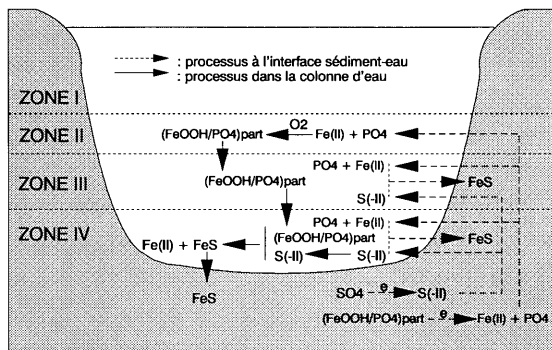 : processus à l'interface sédiment-eau
: processus dans la colonne d'eau
ZONE I
ZONE II
(FeOOH/PO4)part O2 Fe(II) + PO4
PO4 + Fe(II)
ZONE III
(FeOOH/PO4)part
FeS
S(-II)
PO4 + Fe(II)
ZONE IV
Fe(II) + FeS
(FeOOH/PO4)part
FeS
S(-II) S(-II)
FeS
SO4 e S(-II)
(FeOOH/PO4)part e Fe(II) + PO4